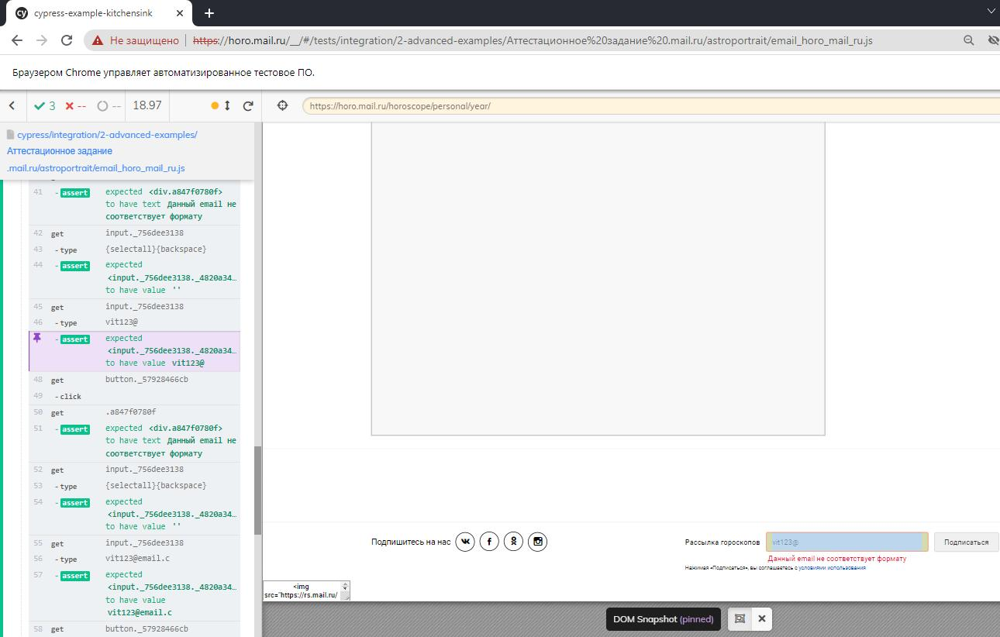 cypress-example-kitchensink
Не защищено https://horo.mail.ru/__/#/tests/integration/2-advanced-examples/Аттестационное%20задание%20.mail.ru/astroportrait/email_horo_mail_ru.js
Браузером Chrome управляет автоматизированное тестовое ПО.
3 -- -- 18.97
https://horo.mail.ru/horoscope/personal/year/
cypress/integration/2-advanced-examples/
Аттестационное задание
.mail.ru/astroportrait/email_horo_mail_ru.js
41 -assert expected <div.a847f0780f>
to have text Данный email не
соответствует формату
42 get input._756dee3138
43 -type {selectall}{backspace}
44 -assert expected
<input._756dee3138._4820a34…
to have value ''
45 get input._756dee3138
46 -type vit123@
-assert expected
<input._756dee3138._4820a34…
to have value vit123@
48 get button._57928466cb
49 -click
50 get .a847f0780f
51 -assert expected <div.a847f0780f>
to have text Данный email не
соответствует формату
52 get input._756dee3138
53 -type {selectall}{backspace}
54 -assert expected
<input._756dee3138._4820a34…
to have value ''
55 get input._756dee3138
56 -type vit123@email.c
57 -assert expected
<input._756dee3138._4820a34…
to have value
vit123@email.c
58 get button._57928466cb
Подпишитесь на нас
Рассылка гороскопов vit123@ Подписаться
Данный email не соответствует формату
Нажимая «Подписаться», вы соглашаетесь с условиями использования
<img
src="https://rs.mail.ru/
DOM Snapshot (pinned)